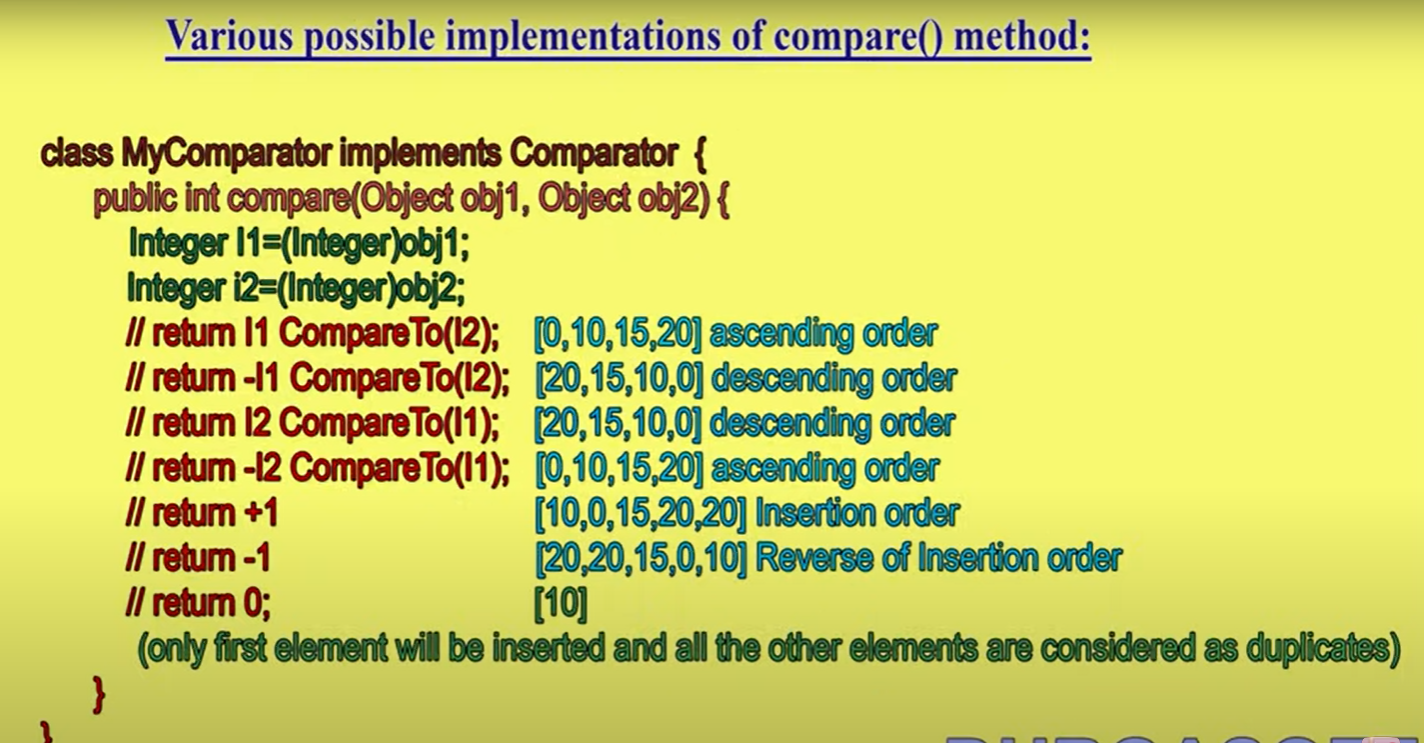 Various possible implementations of compare() method:
class MyComparator implements Comparator {
public int compare(Object obj1, Object obj2) {
Integer I1=(Integer)obj1;
Integer i2=(Integer)obj2;
// return I1 CompareTo(I2); [0,10,15,20] ascending order
// return -I1 CompareTo(I2); [20,15,10,0] descending order
// return I2 CompareTo(I1); [20,15,10,0] descending order
// return -I2 CompareTo(I1); [0,10,15,20] ascending order
// return +1 [10,0,15,20,20] Insertion order
// return -1 [20,20,15,0,10] Reverse of Insertion order
// return 0; [10]
(only first element will be inserted and all the other elements are considered as duplicates)
}
}